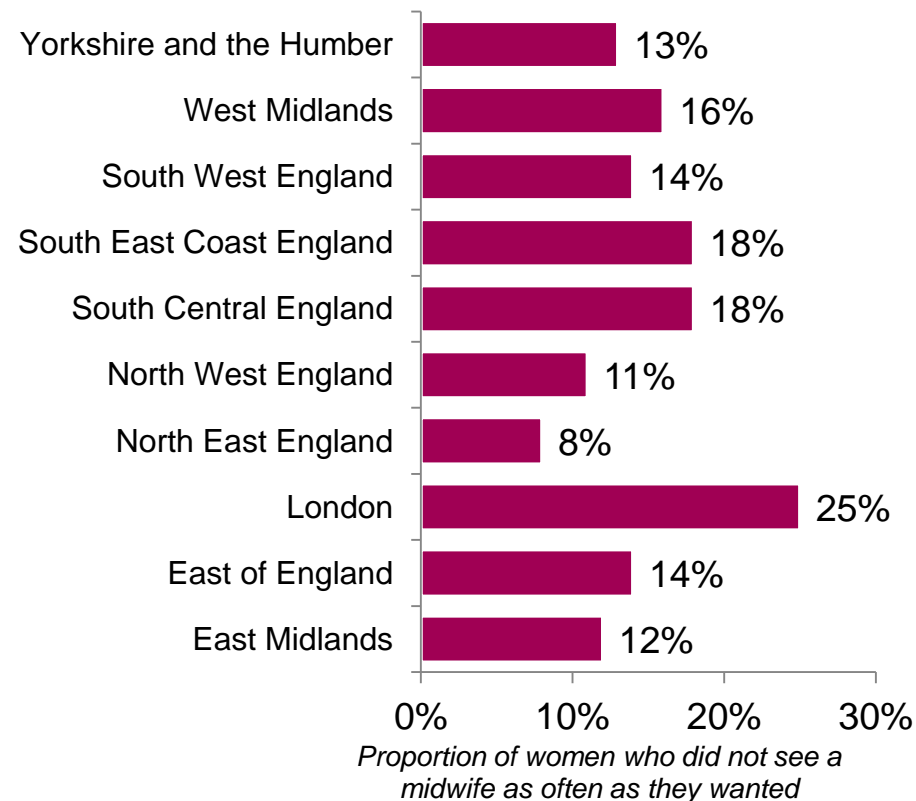 Yorkshire and the Humber 13%
West Midlands 16%
South West England 14%
South East Coast England 18%
South Central England 18%
North West England 11%
North East England 8%
London 25%
East of England 14%
East Midlands 12%
0% 10% 20% 30%
Proportion of women who did not see a
midwife as often as they wanted